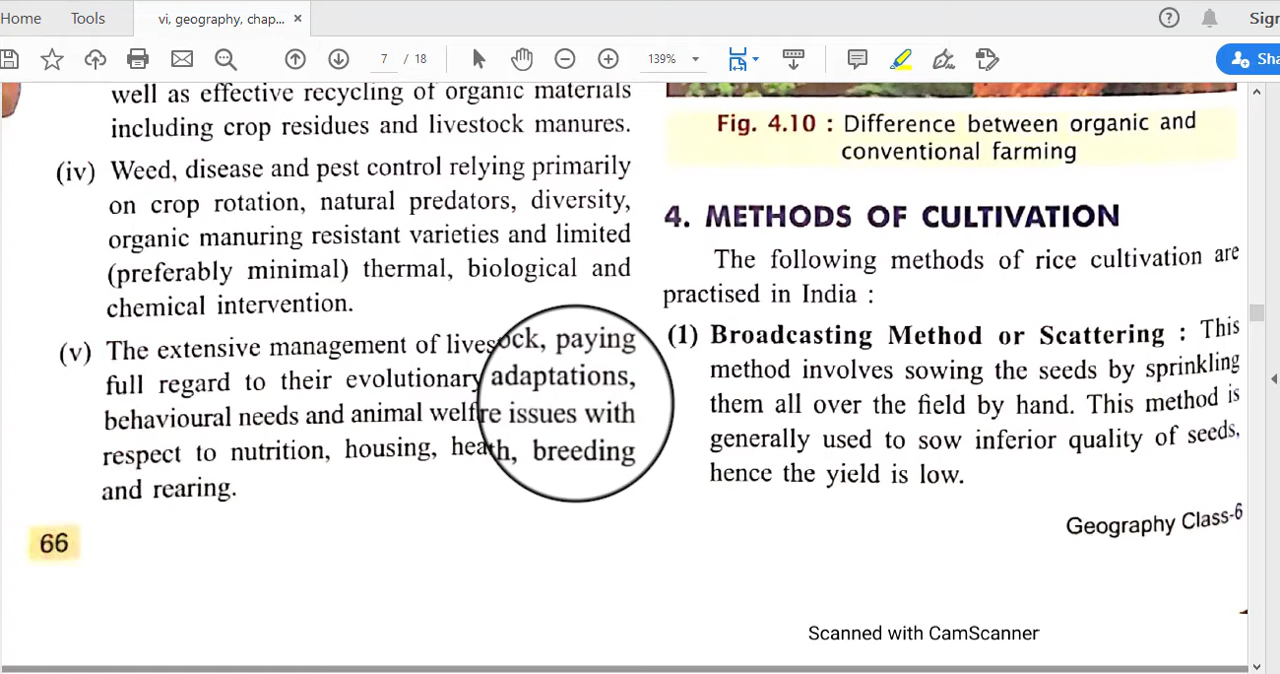 Home Tools vi, geography, chap... × ? Sign
7 / 18 139% Sha
well as effective recycling of organic materials
including crop residues and livestock manures.
(iv) Weed, disease and pest control relying primarily
on crop rotation, natural predators, diversity,
organic manuring resistant varieties and limited
(preferably minimal) thermal, biological and
chemical intervention.
(v) The extensive management of livesock, paying
full regard to their evolutionary adaptations,
behavioural needs and animal welfre issues with
respect to nutrition, housing, heath, breeding
and rearing.
66
Fig. 4.10 : Difference between organic and
conventional farming
4. METHODS OF CULTIVATION
The following methods of rice cultivation are
practised in India :
(1) Broadcasting Method or Scattering : This
method involves sowing the seeds by sprinkling
them all over the field by hand. This method is
generally used to sow inferior quality of seeds,
hence the yield is low.
Geography Class-6
Scanned with CamScanner